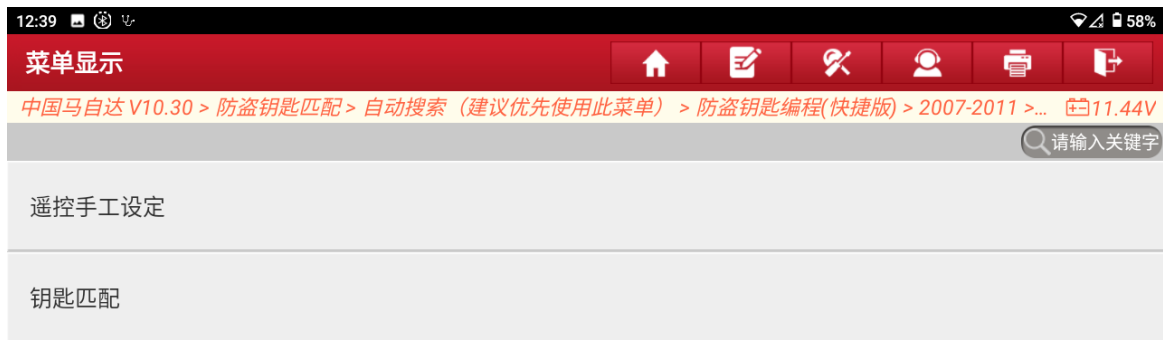 12:39 58%
菜单显示
中国马自达 V10.30 > 防盗钥匙匹配 > 自动搜索（建议优先使用此菜单） > 防盗钥匙编程(快捷版) > 2007-2011 >... 11.44V
请输入关键字
遥控手工设定
钥匙匹配